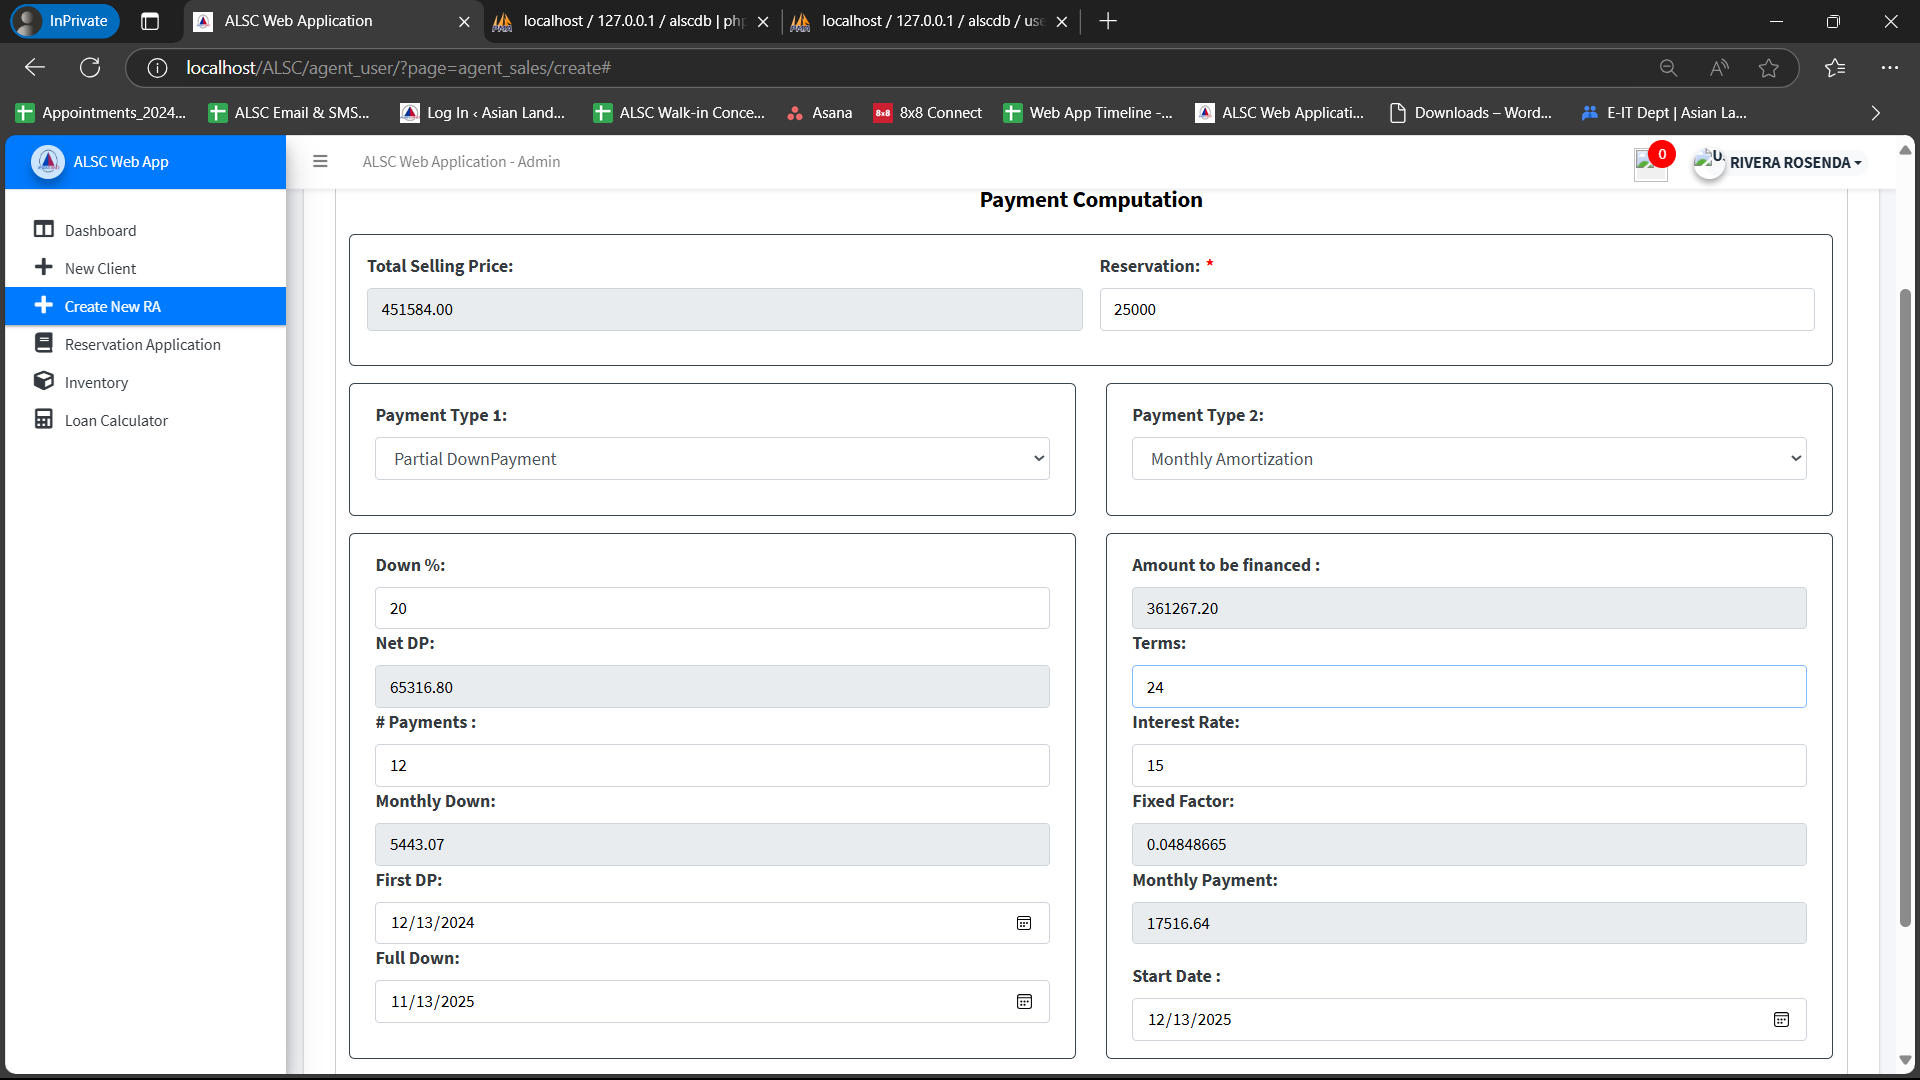 InPrivate
ALSC Web Application
localhost / 127.0.0.1 / alscdb | php
localhost / 127.0.0.1 / alscdb / use
localhost/ALSC/agent_user/?page=agent_sales/create#
Appointments_2024...
ALSC Email & SMS...
Log In ‹ Asian Land...
ALSC Walk-in Conce...
Asana
8x8
8x8 Connect
Web App Timeline -...
ALSC Web Applicati...
Downloads – Word...
E-IT Dept | Asian La...
ALSC Web App
ALSC Web Application - Admin
0
U
RIVERA ROSENDA
Dashboard
New Client
Create New RA
Reservation Application
Inventory
Loan Calculator
Payment Computation
Total Selling Price:
Reservation: *
451584.00
25000
Payment Type 1:
Partial DownPayment
Payment Type 2:
Monthly Amortization
Down %:
20
Net DP:
65316.80
# Payments :
12
Monthly Down:
5443.07
First DP:
12/13/2024
Full Down:
11/13/2025
Amount to be financed :
361267.20
Terms:
24
Interest Rate:
15
Fixed Factor:
0.04848665
Monthly Payment:
17516.64
Start Date :
12/13/2025